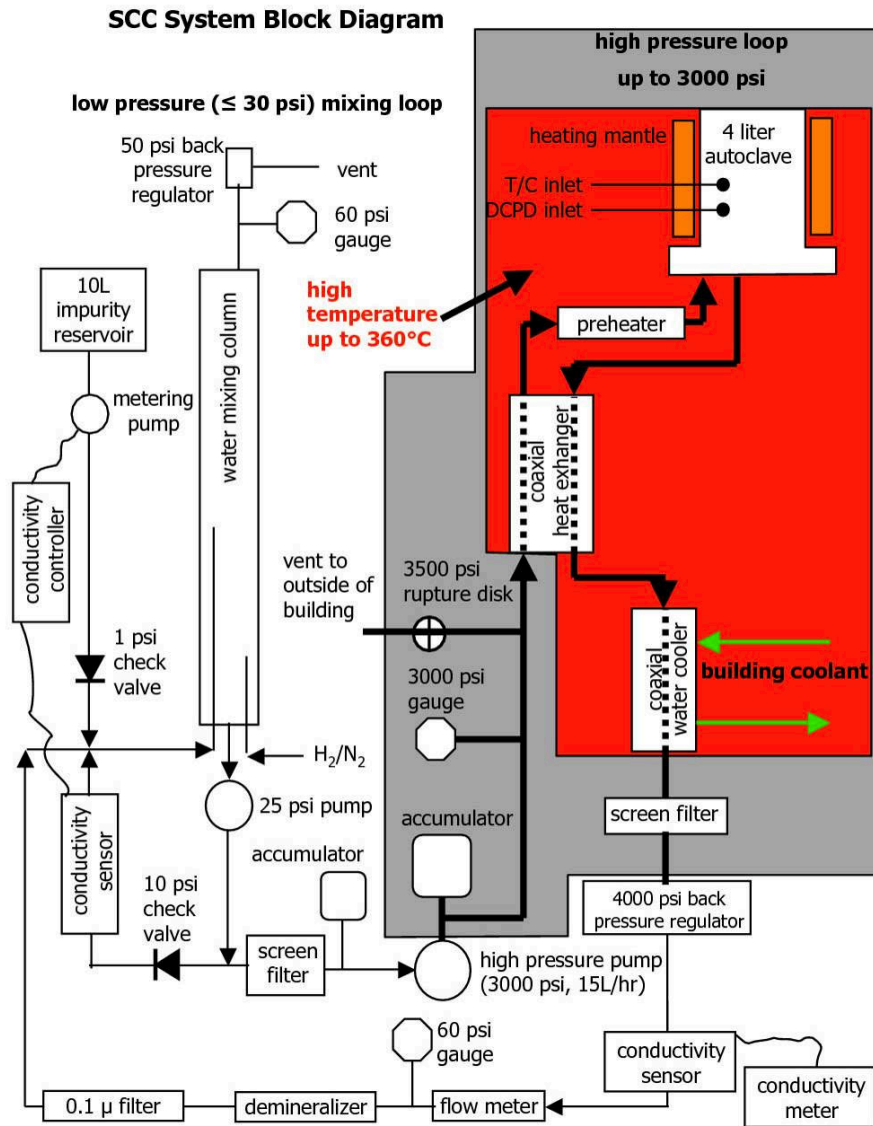 SCC System Block Diagram
high pressure loop
up to 3000 psi
low pressure (≤ 30 psi) mixing loop
50 psi back
pressure
regulator
vent
60 psi
gauge
heating mantle
4 liter
autoclave
T/C inlet
DCPD inlet
10L
impurity
reservoir
high
temperature
up to 360°C
preheater
metering
pump
water mixing column
coaxial
heat exhanger
conductivity
controller
vent to
outside of
building
3500 psi
rupture disk
1 psi
check
valve
3000 psi
gauge
coaxial
water cooler
building coolant
H₂/N₂
25 psi pump
screen filter
accumulator
accumulator
conductivity
sensor
10 psi
check
valve
4000 psi back
pressure regulator
screen
filter
high pressure pump
(3000 psi, 15L/hr)
60 psi
gauge
conductivity
sensor
conductivity
meter
0.1 µ filter
demineralizer
flow meter